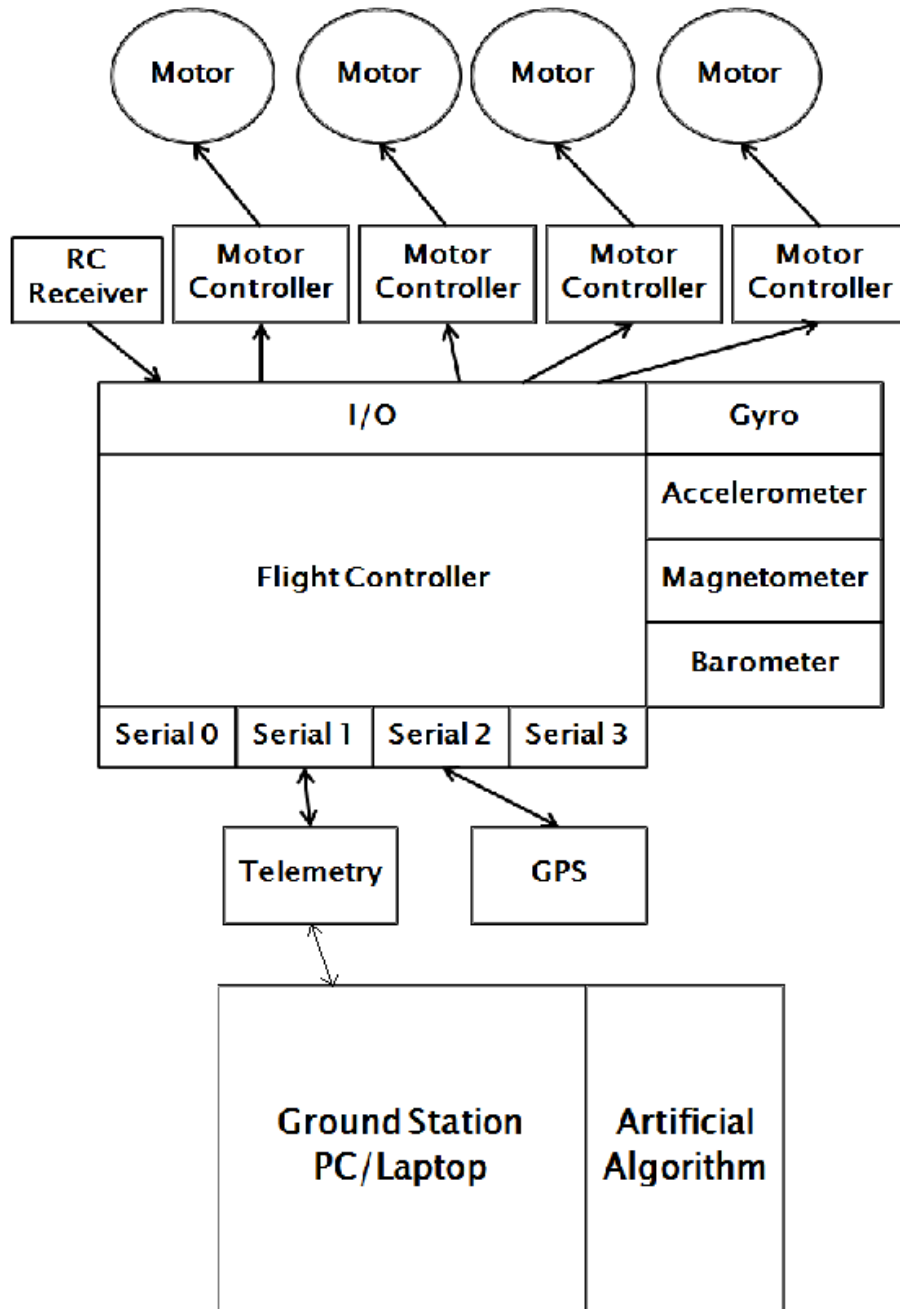 Motor
Motor
Motor
Motor
RC
Receiver
Motor
Controller
Motor
Controller
Motor
Controller
Motor
Controller
I/O
Gyro
Accelerometer
Flight Controller
Magnetometer
Barometer
Serial 0
Serial 1
Serial 2
Serial 3
Telemetry
GPS
Ground Station
PC/Laptop
Artificial
Algorithm